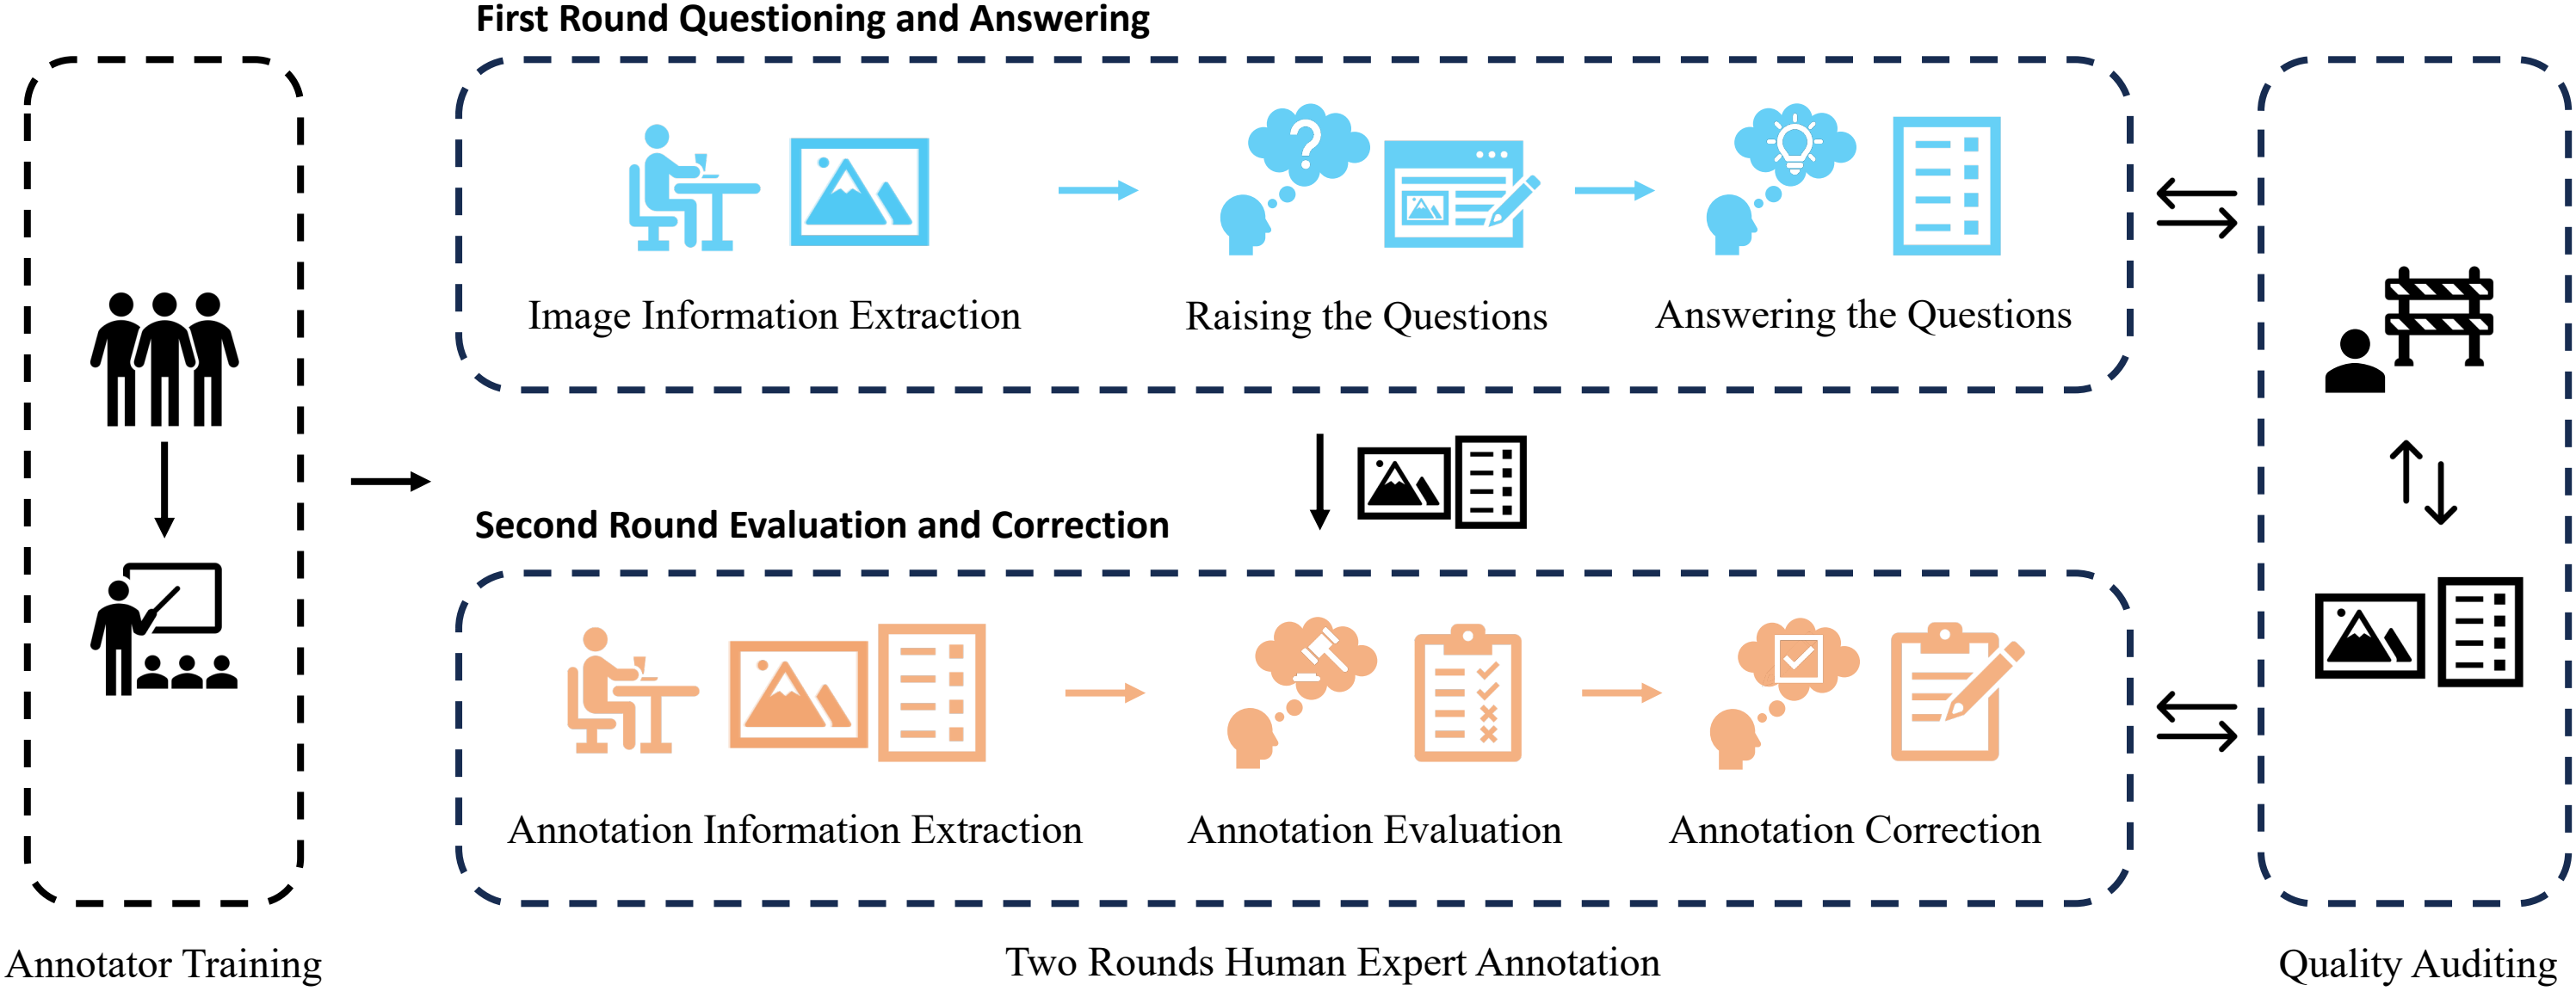 First Round Questioning and Answering
Image Information Extraction
Raising the Questions
Answering the Questions
Second Round Evaluation and Correction
Annotation Information Extraction
Annotation Evaluation
Annotation Correction
Annotator Training
Two Rounds Human Expert Annotation
Quality Auditing